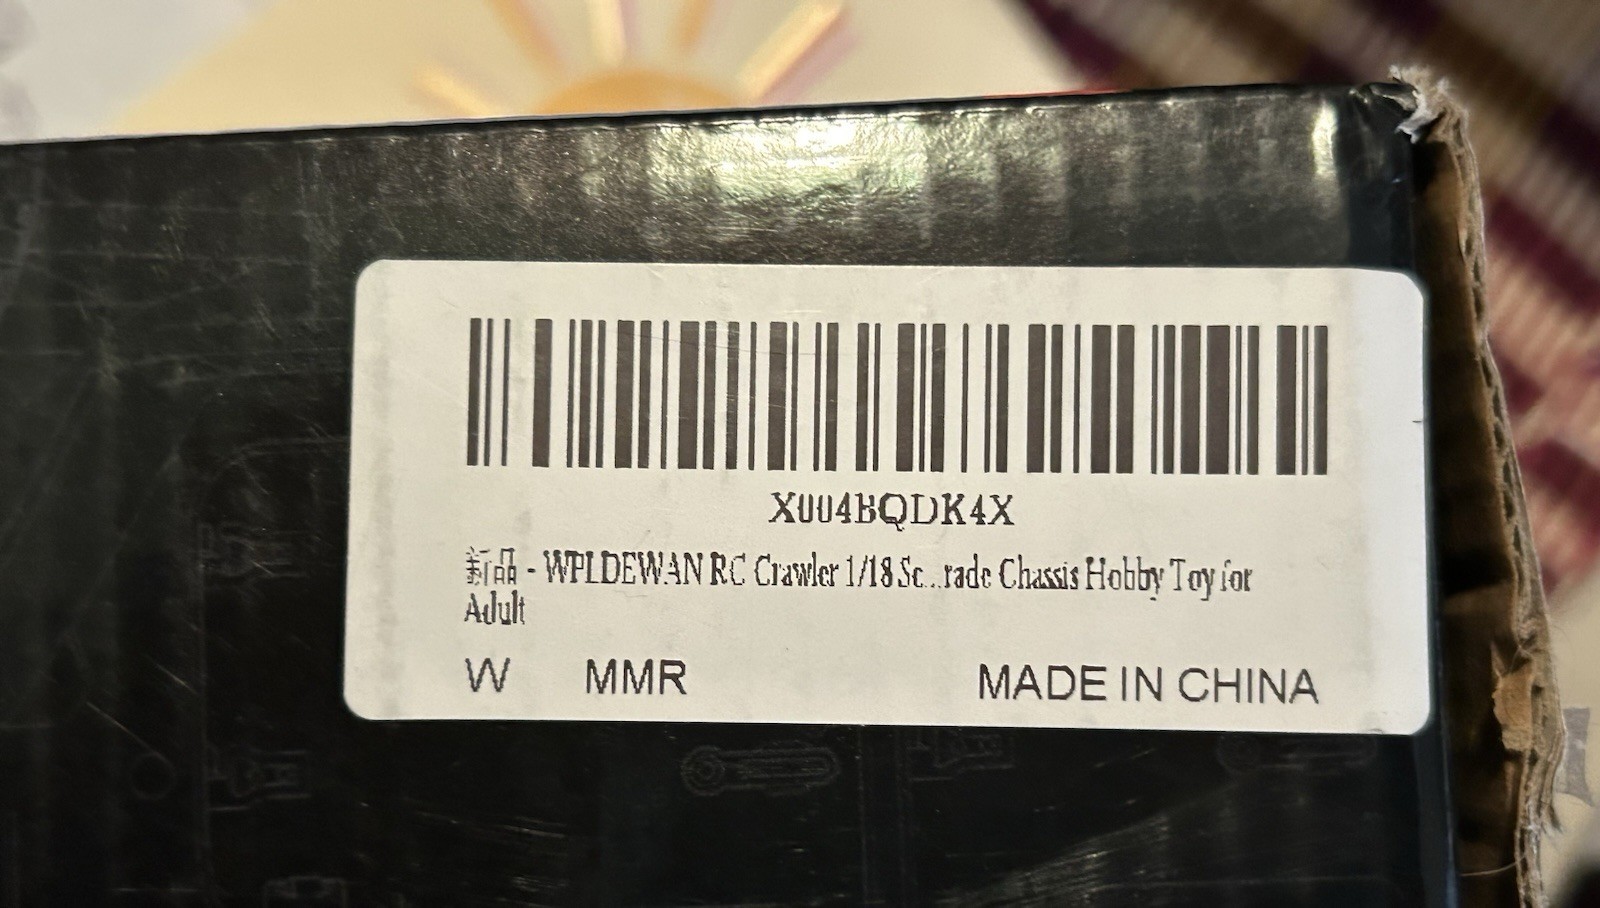 X004BQDK4X
新品 - WPLDEWAN RC Crawler 1/18 Sc...rade Chassis Hobby Toy for
Adult
W MMR MADE IN CHINA